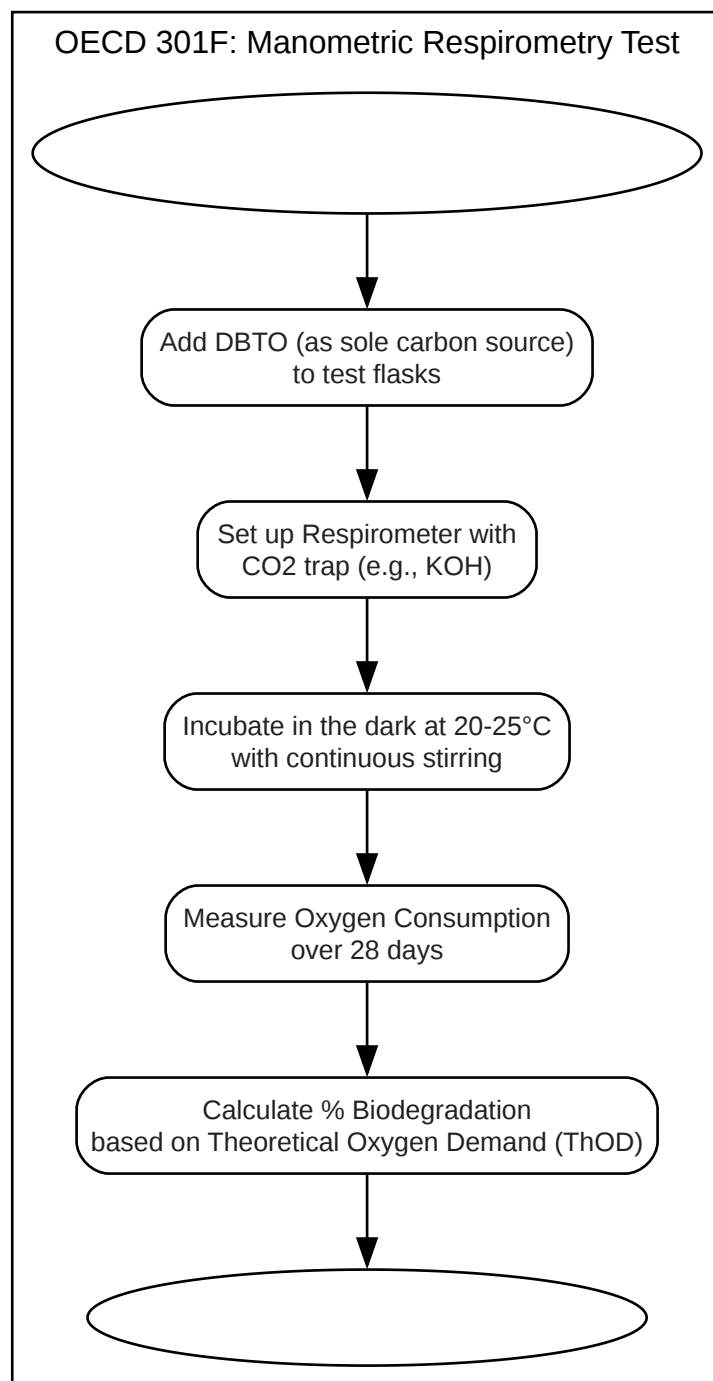 OECD 301F: Manometric Respirometry Test
Add DBTO (as sole carbon source)
to test flasks
Set up Respirometer with
CO2 trap (e.g., KOH)
Incubate in the dark at 20-25°C
with continuous stirring
Measure Oxygen Consumption
over 28 days
Calculate % Biodegradation
based on Theoretical Oxygen Demand (ThOD)